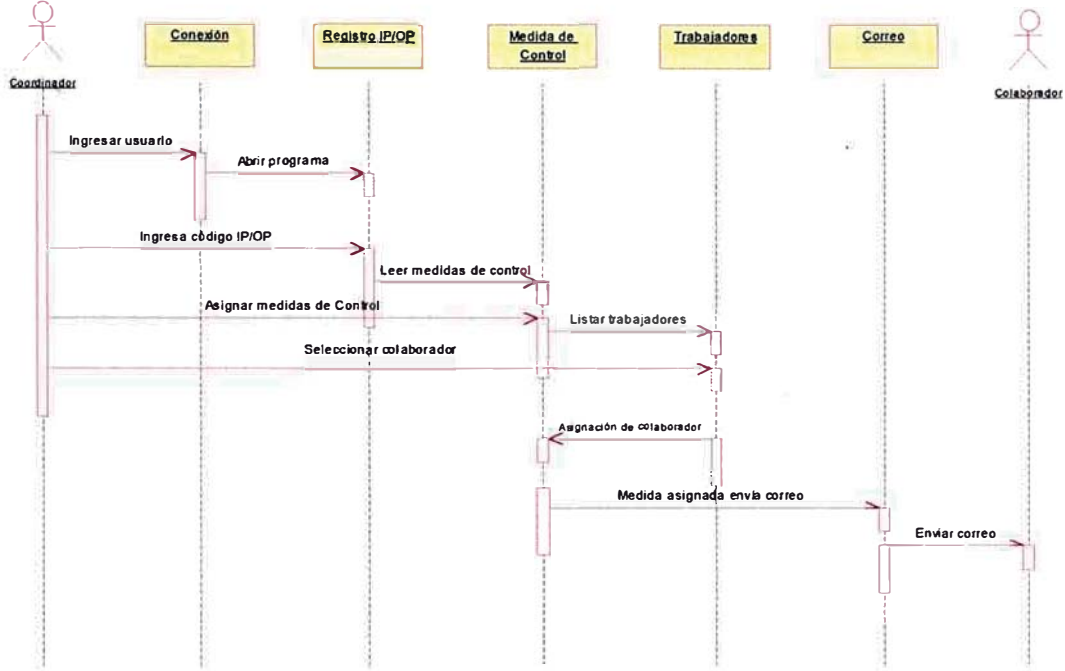 Conexión
Registro IP/OP
Medida de
Control
Trabajadores
Correo
Coordinador
Colaborador
Ingresar usuario
Abrir programa
Ingresa código IP/OP
Leer medidas de control
Asignar medidas de Control
Listar trabajadores
Seleccionar colaborador
Asignación de colaborador
Medida asignada envía correo
Enviar correo